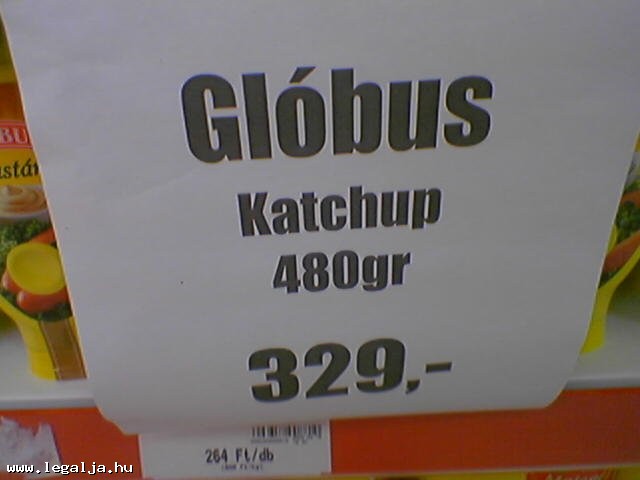 Glóbus
Katchup
480gr
329,-
264 Ft/db
www.legalja.hu